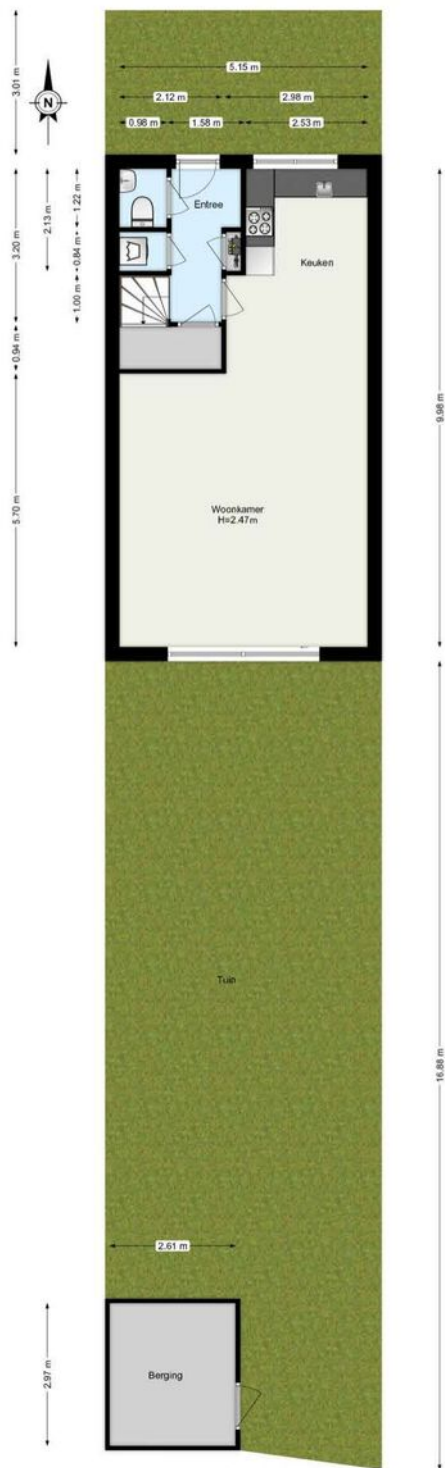 5.15 m
2.12 m
2.98 m
0.98 m
1.58 m
2.53 m
3.01 m
N
3.20 m
2.13 m
1.22 m
0.84 m
1.00 m
0.94 m
5.70 m
Entree
Keuken
Woonkamer
H=2.47m
9.98 m
Tuin
16.88 m
2.61 m
2.97 m
Berging